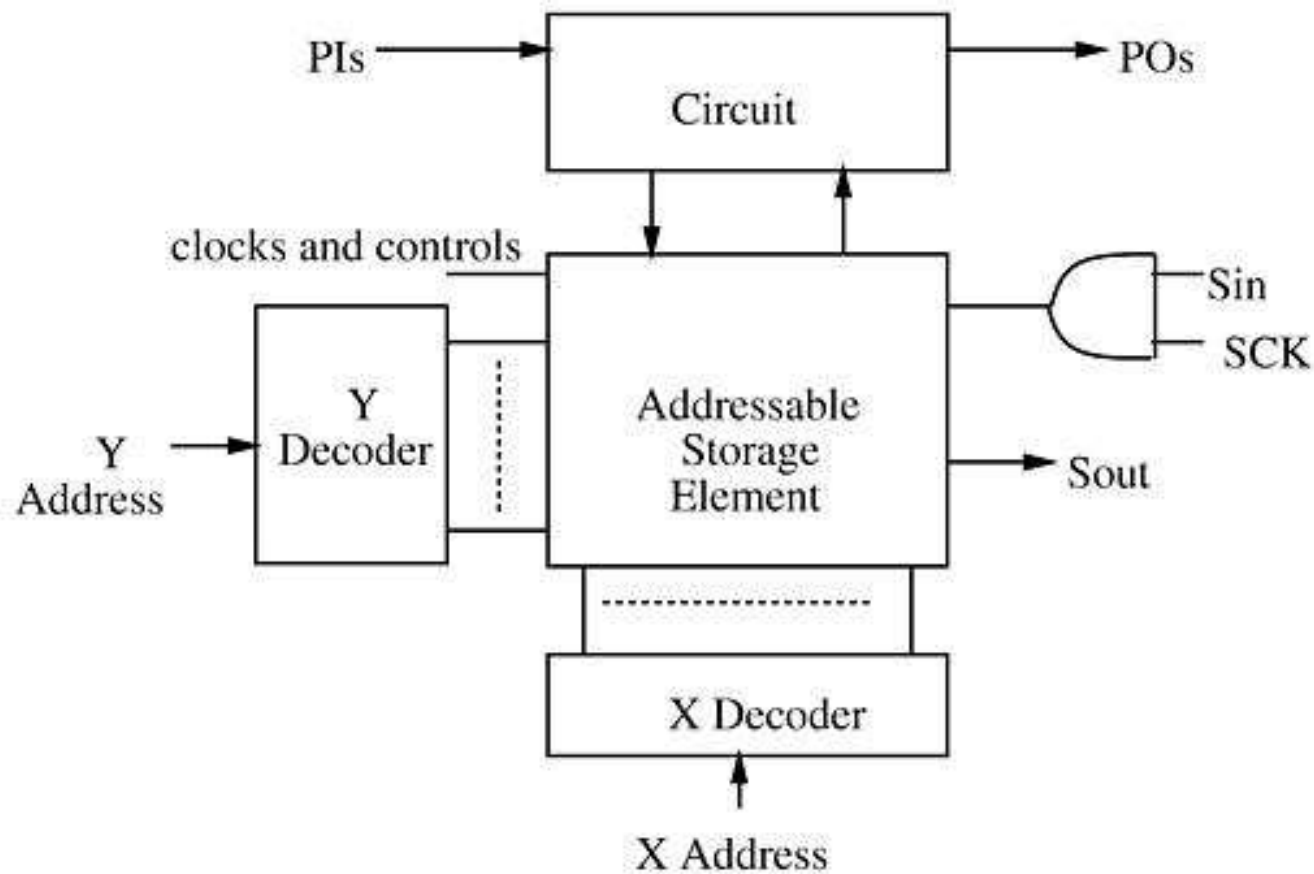 PIs
POs
Circuit
clocks and controls
Sin
SCK
Y
Decoder
Addressable
Storage
Element
Y
Address
Sout
X Decoder
X Address